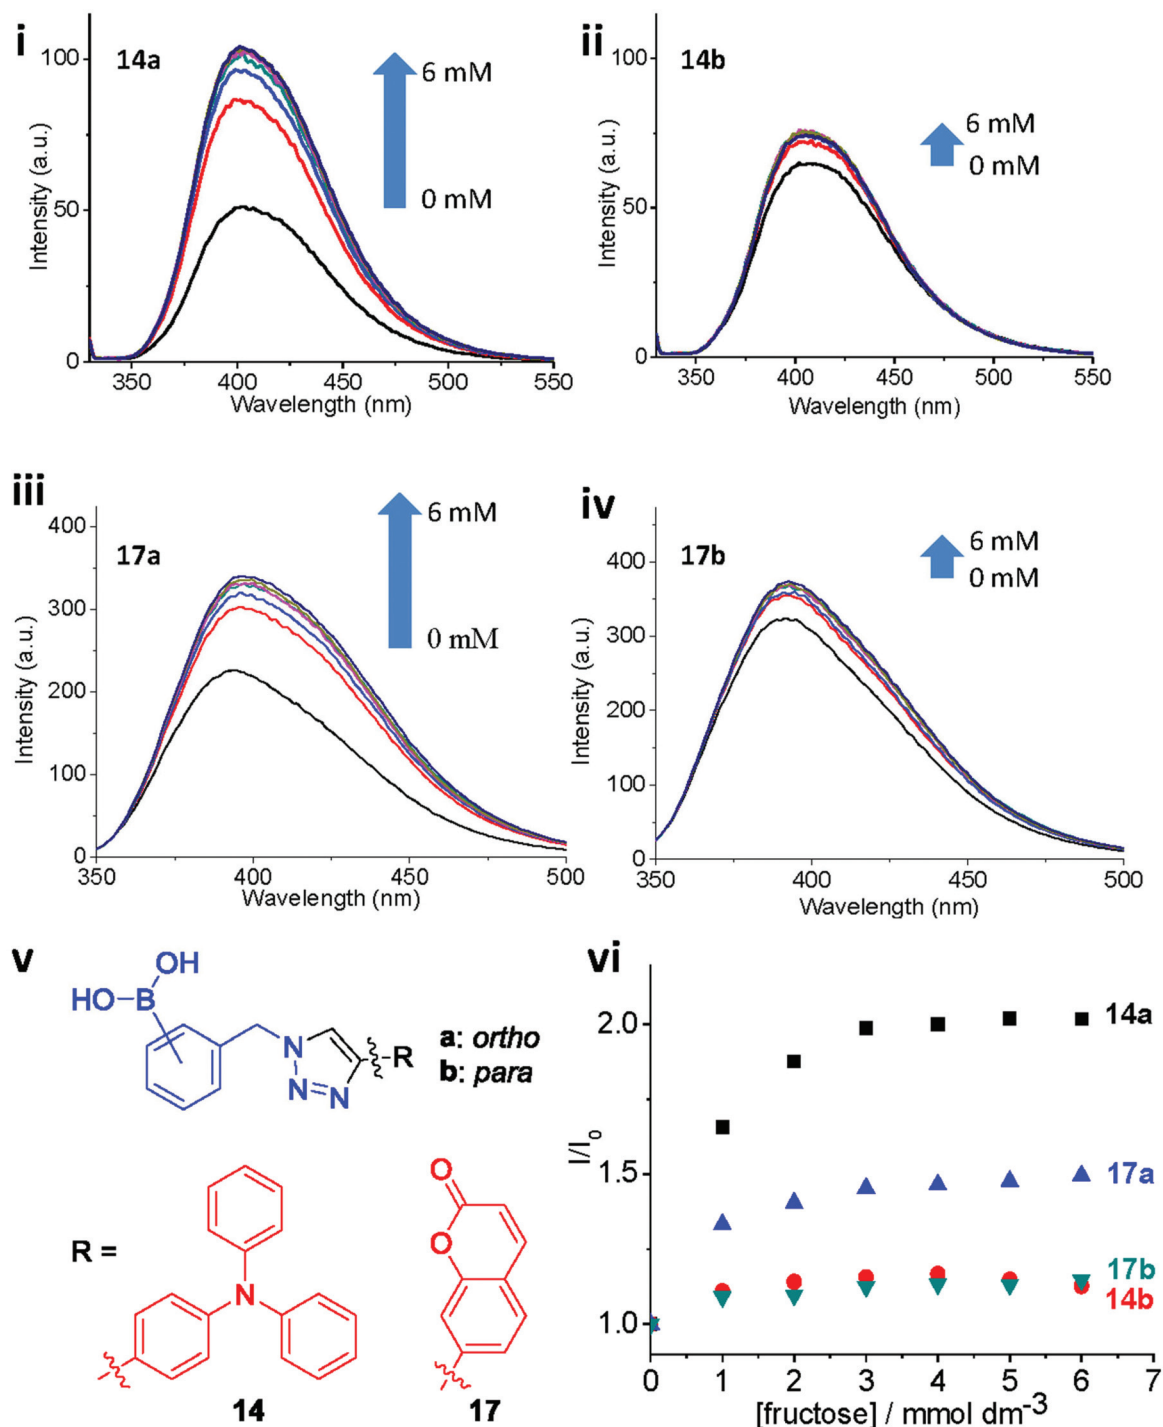 i
14a
100
50
0
Intensity (a.u.)
6 mM
0 mM
350 400 450 500 550
Wavelength (nm)
ii
14b
100
50
0
Intensity (a.u.)
6 mM
0 mM
350 400 450 500 550
Wavelength (nm)
iii
17a
400
300
200
100
0
Intensity (a.u.)
6 mM
0 mM
350 400 450 500
Wavelength (nm)
iv
17b
400
300
200
100
0
Intensity (a.u.)
6 mM
0 mM
350 400 450 500
Wavelength (nm)
v
OH
HO B
N
N=N
R
a: ortho
b: para
R =
N
14
O
O
17
vi
2.0
1.5
1.0
I/I0
14a
17a
17b
14b
0 1 2 3 4 5 6 7
[fructose] / mmol dm-3